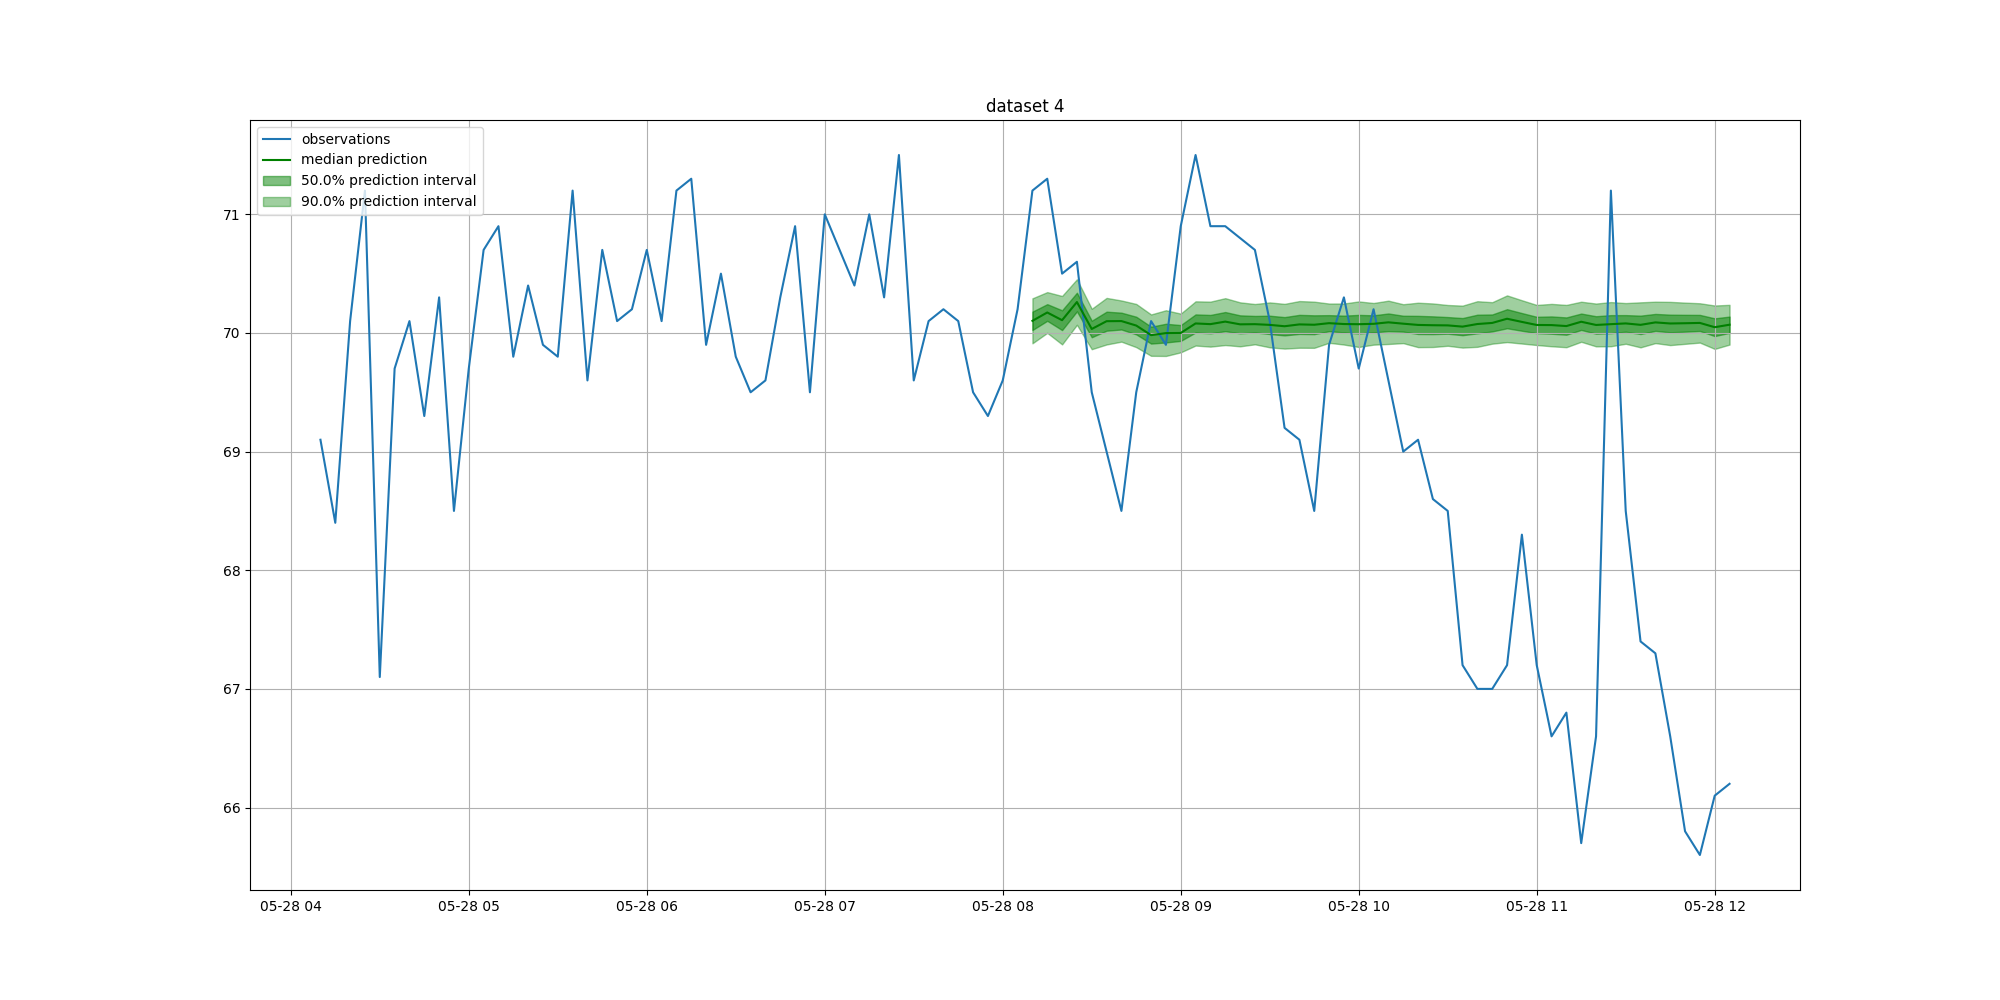 dataset 4
observations
median prediction
50.0% prediction interval
90.0% prediction interval
71
70
69
68
67
66
05-28 04 05-28 05 05-28 06 05-28 07 05-28 08 05-28 09 05-28 10 05-28 11 05-28 12